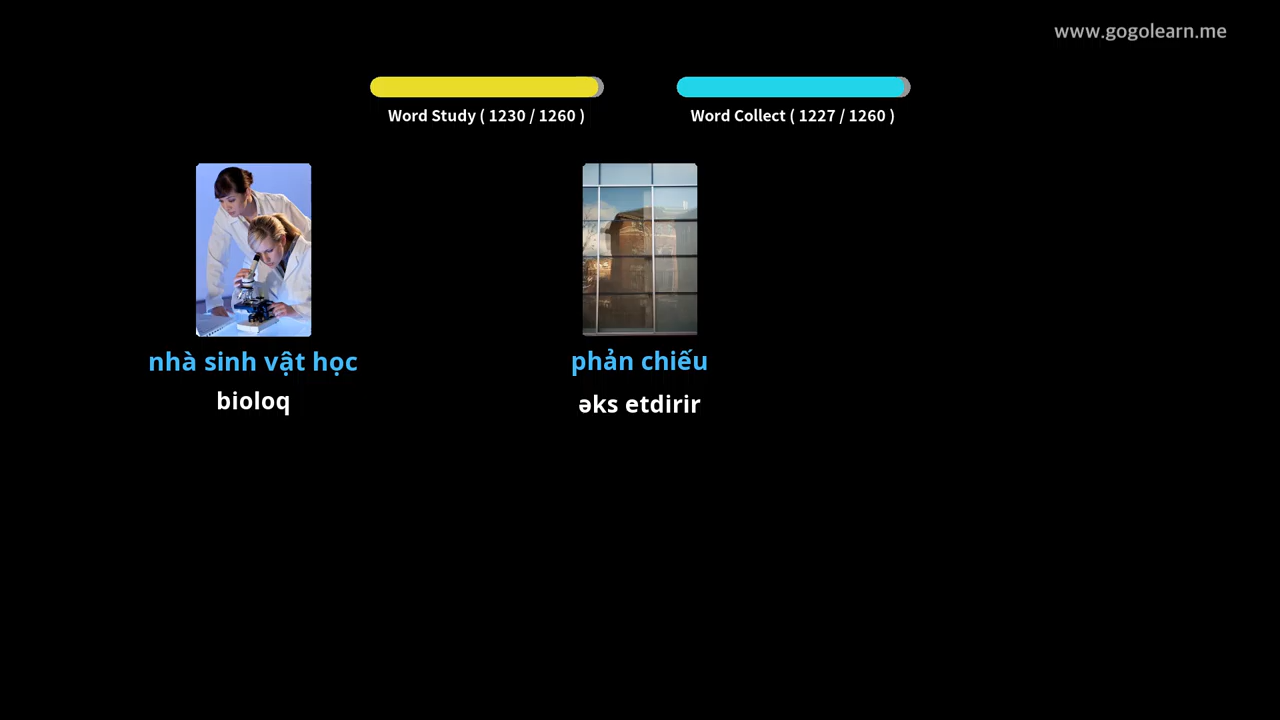 www.gogolearn.me
Word Study ( 1230 / 1260 )
Word Collect ( 1227 / 1260 )
nhà sinh vật học
bioloq
phản chiếu
əks etdirir